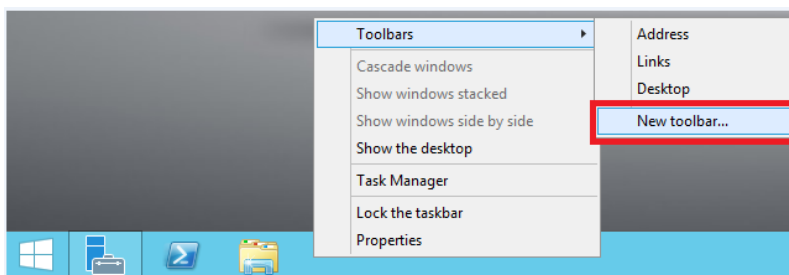 Toolbars
Cascade windows
Show windows stacked
Show windows side by side
Show the desktop
Task Manager
Lock the taskbar
Properties
Address
Links
Desktop
New toolbar...